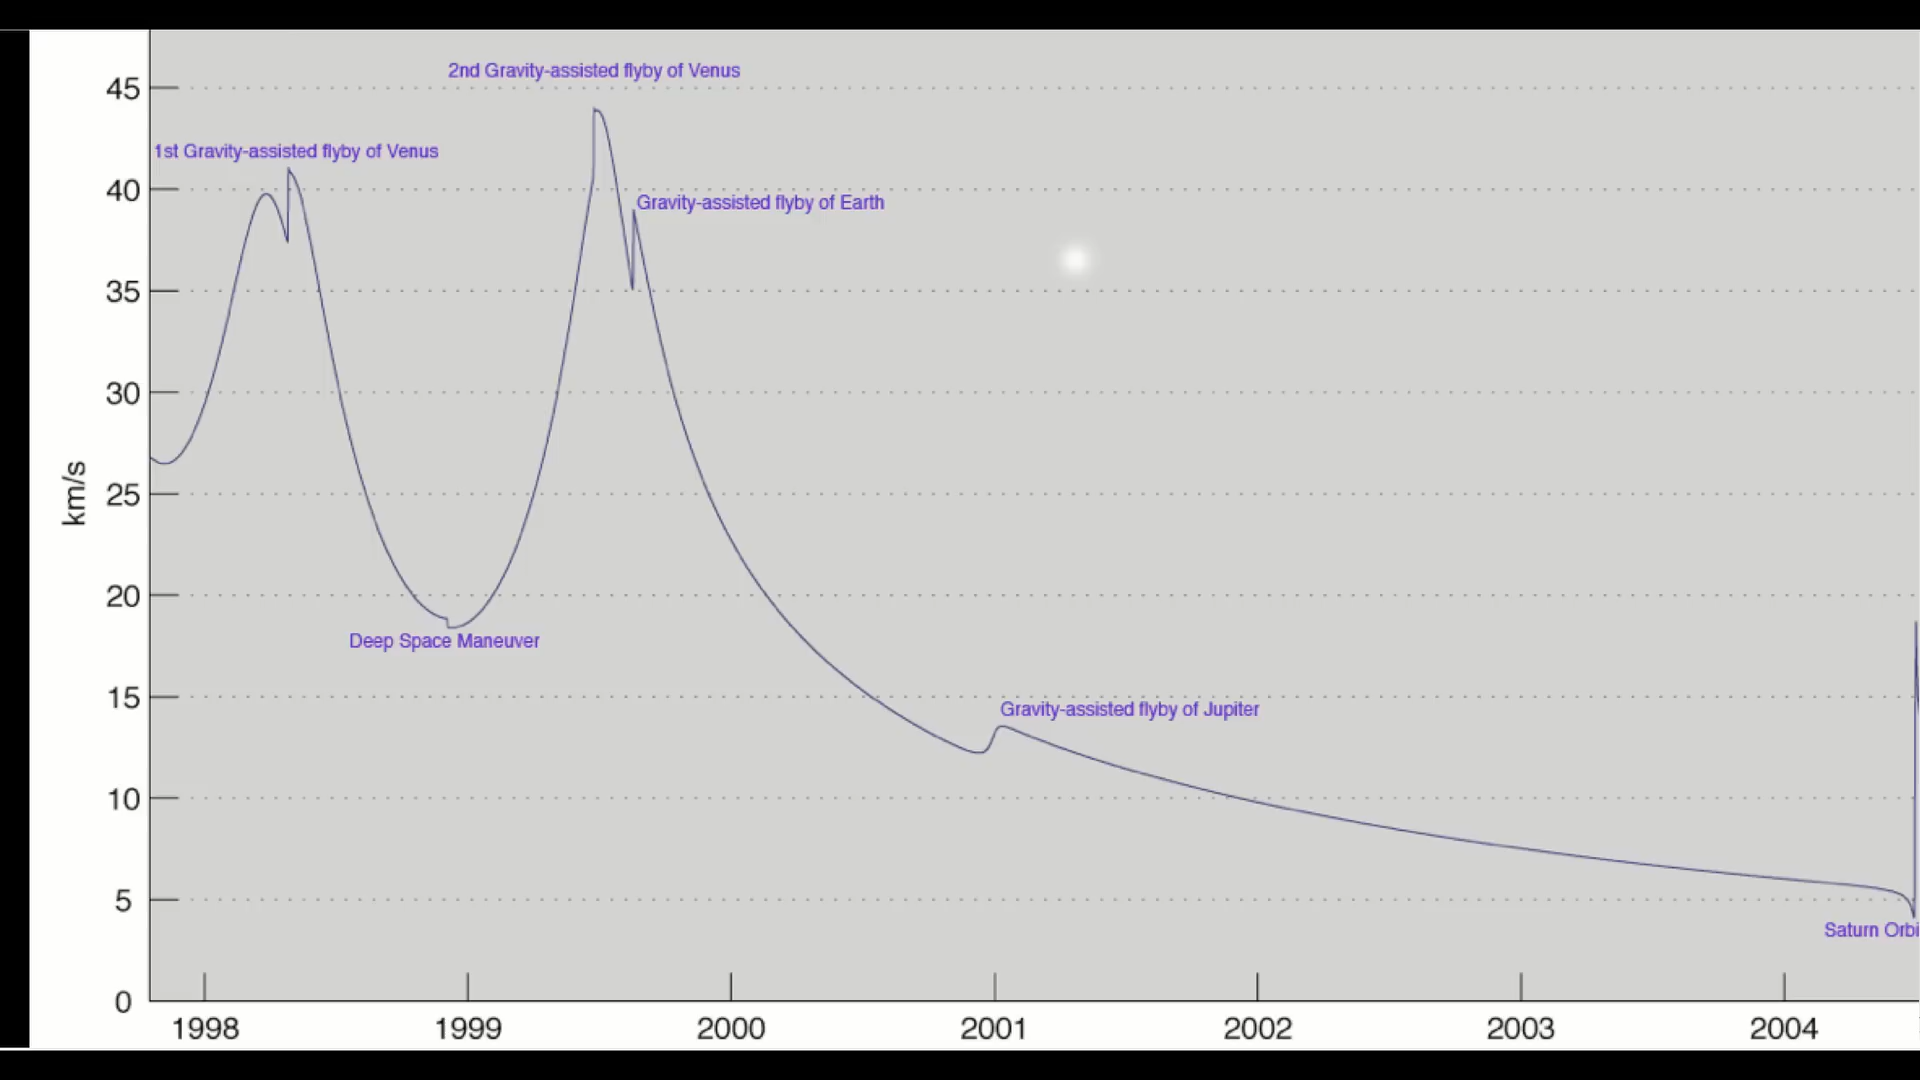 2nd Gravity-assisted flyby of Venus
45
1st Gravity-assisted flyby of Venus
40
Gravity-assisted flyby of Earth
35
30
km/s
25
20
Deep Space Maneuver
15
Gravity-assisted flyby of Jupiter
10
5
Saturn Orbi
0
1998 1999 2000 2001 2002 2003 2004